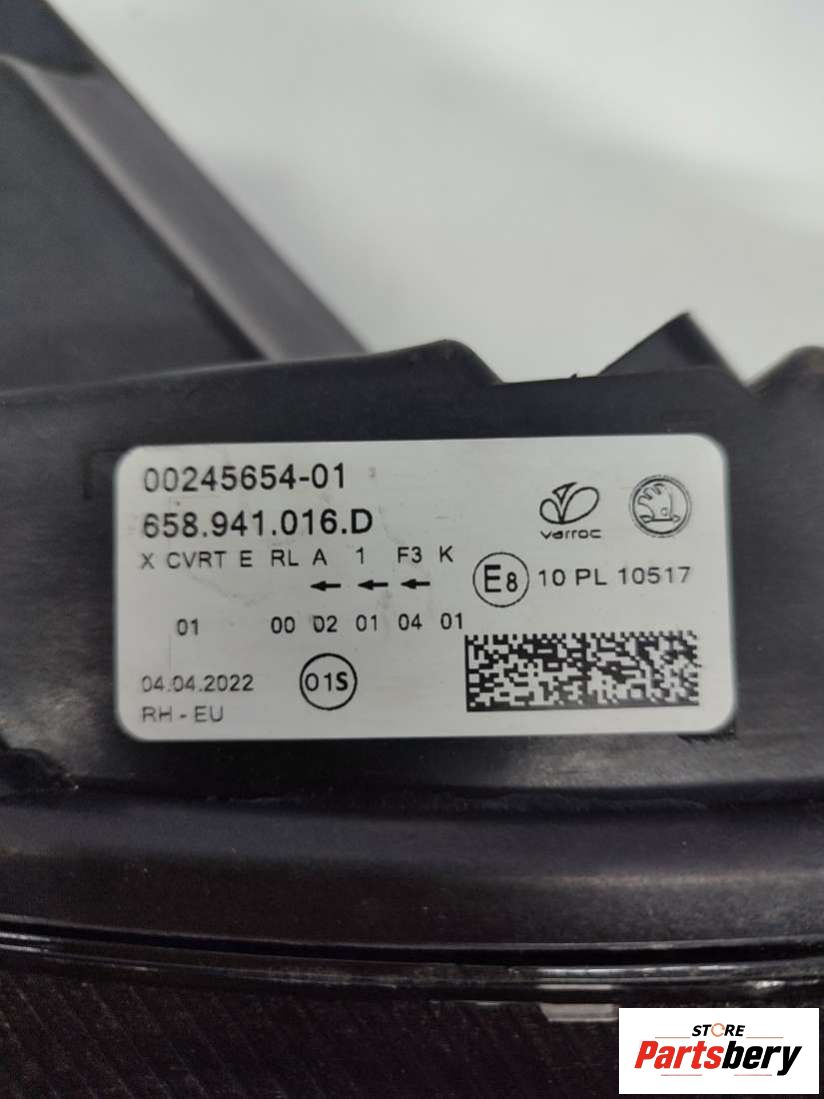 00245654-01
658.941.016.D
varroc
X CVRT E RL A 1 F3 K
← ← ←
E8 10 PL 10517
01 00 02 01 04 01
04.04.2022
01S
RH - EU
STORE
Partsbery